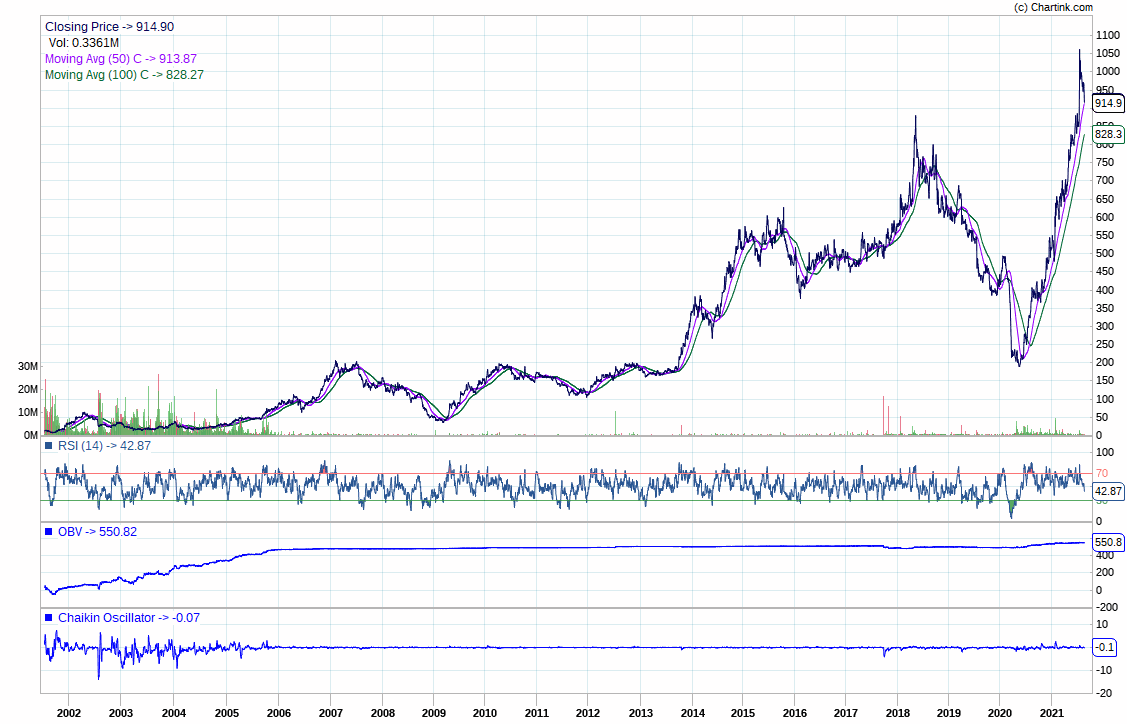 (c) Chartink.com
Closing Price -> 914.90
Vol: 0.3361M
Moving Avg (50) C -> 913.87
Moving Avg (100) C -> 828.27
1100
1050
1000
950
914.9
850
828.3
800
750
700
650
600
550
500
450
400
350
300
250
200
150
100
50
0
30M
20M
10M
0M
RSI (14) -> 42.87
100
70
42.87
0
OBV -> 550.82
550.8
400
200
0
-200
Chaikin Oscillator -> -0.07
10
-0.1
-10
-20
2002 2003 2004 2005 2006 2007 2008 2009 2010 2011 2012 2013 2014 2015 2016 2017 2018 2019 2020 2021